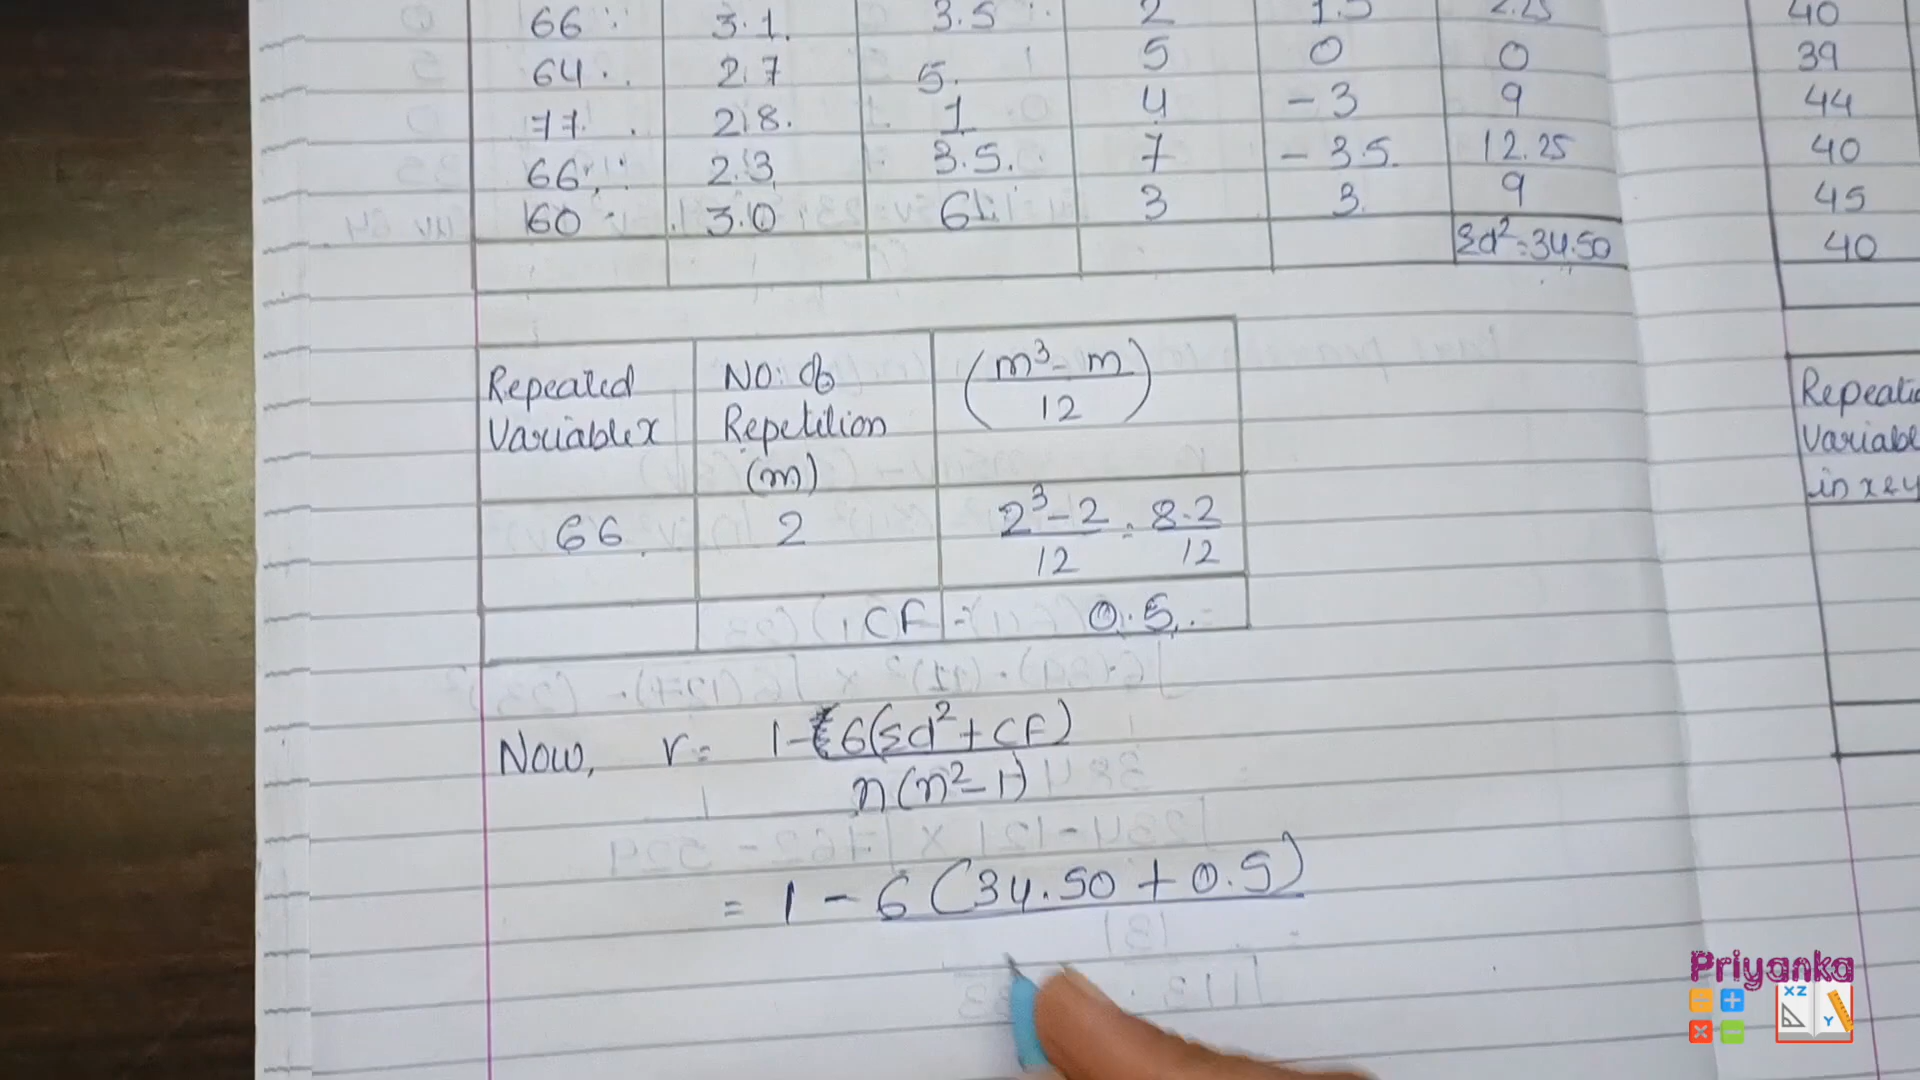 66 3.1. 3.5 2 1.5 2.25
64. 2.7 5. 5 0 0
77. 2.8. 1 4 -3 9
66. 2.3 3.5. 7 -3.5. 12.25
60 3.0 6 3 3. 9
Σd²=34.50
Repeated Variable x
No: of Repetition (m)
(m³-m/12)
66. 2 2³-2/12 = 8-2/12
CF = 0.5.
Now, r= 1-6(Σd²+CF)
n(n²-1)
= 1-6(34.50+0.5)
40
39
44
40
45
40
in x & y
Priyanka
XZ
Y